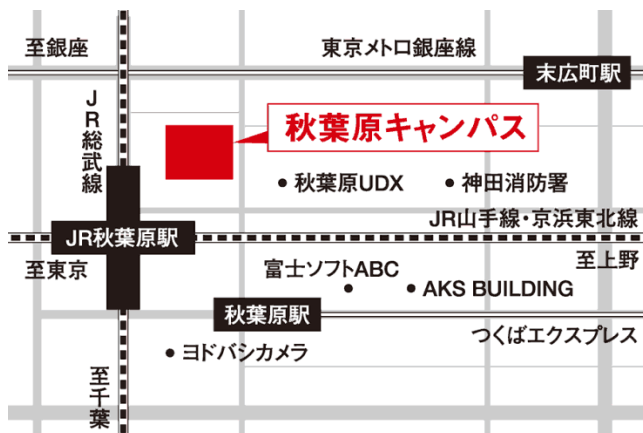 至銀座
東京メトロ銀座線
末広町駅
JR総武線
秋葉原キャンパス
秋葉原UDX
神田消防署
JR山手線・京浜東北線
JR秋葉原駅
至東京
至上野
富士ソフトABC
AKS BUILDING
秋葉原駅
つくばエクスプレス
ヨドバシカメラ
至千葉